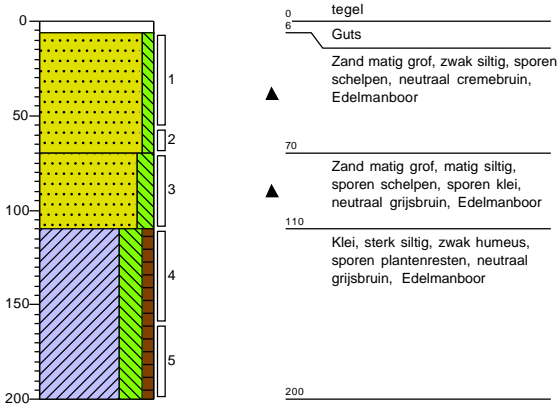 0
50
100
150
200
1
2
3
4
5
0
tegel
6
Guts
Zand matig grof, zwak siltig, sporen
schelpen, neutraal cremebruin,
Edelmanboor
70
Zand matig grof, matig siltig,
sporen schelpen, sporen klei,
neutraal grijsbruin, Edelmanboor
110
Klei, sterk siltig, zwak humeus,
sporen plantenresten, neutraal
grijsbruin, Edelmanboor
200